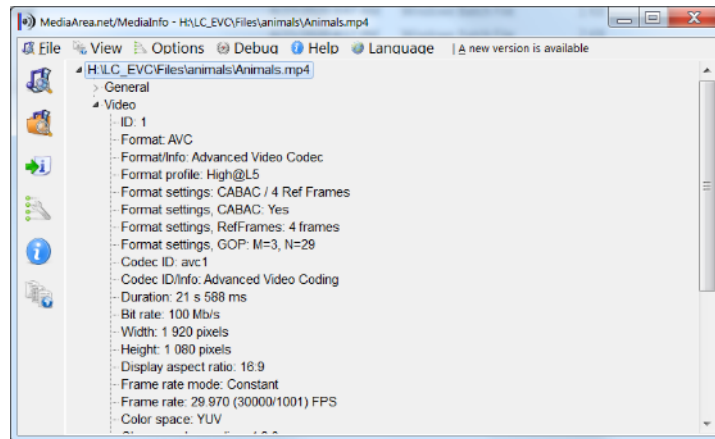 MediaArea.net/MediaInfo - H:\LC_EVC\Files\animals\Animals.mp4
File View Options Debug Help Language | A new version is available
H:\LC_EVC\Files\animals\Animals.mp4
General
Video
ID: 1
Format: AVC
Format/Info: Advanced Video Codec
Format profile: High@L5
Format settings: CABAC / 4 Ref Frames
Format settings, CABAC: Yes
Format settings, RefFrames: 4 frames
Format settings, GOP: M=3, N=29
Codec ID: avc1
Codec ID/Info: Advanced Video Coding
Duration: 21 s 588 ms
Bit rate: 100 Mb/s
Width: 1 920 pixels
Height: 1 080 pixels
Display aspect ratio: 16:9
Frame rate mode: Constant
Frame rate: 29.970 (30000/1001) FPS
Color space: YUV